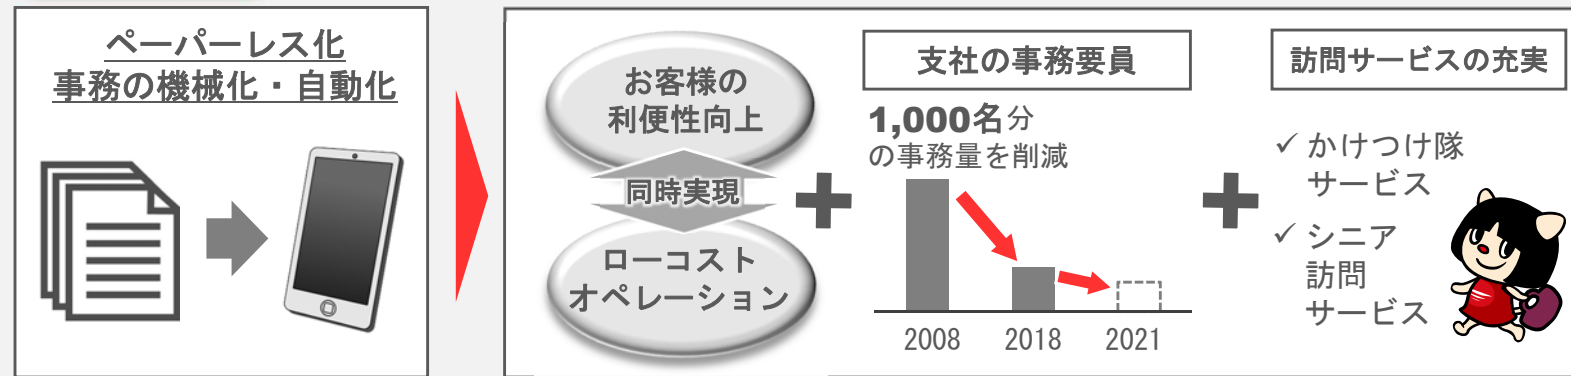 ペーパーレス化
事務の機械化・自動化
お客様の
利便性向上
同時実現
ローコスト
オペレーション
支社の事務要員
1,000名分
の事務量を削減
2008
2018
2021
訪問サービスの充実
✓ かけつけ隊
サービス
✓ シニア
訪問
サービス